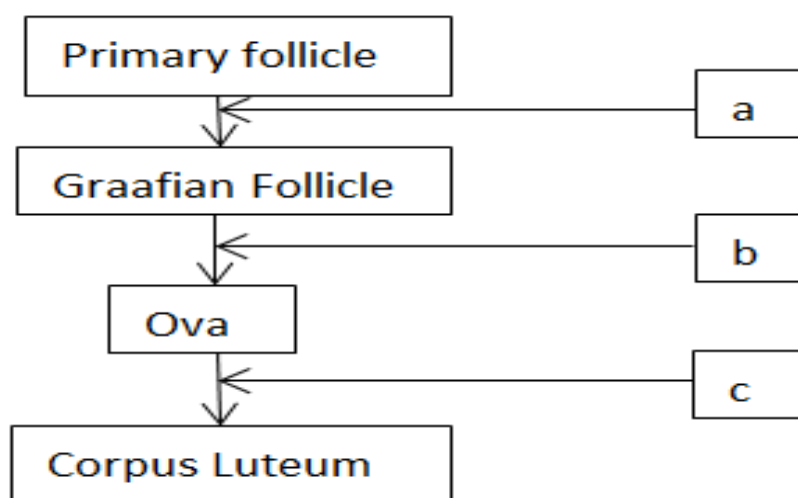 Primary follicle
a
Graafian Follicle
b
Ova
c
Corpus Luteum